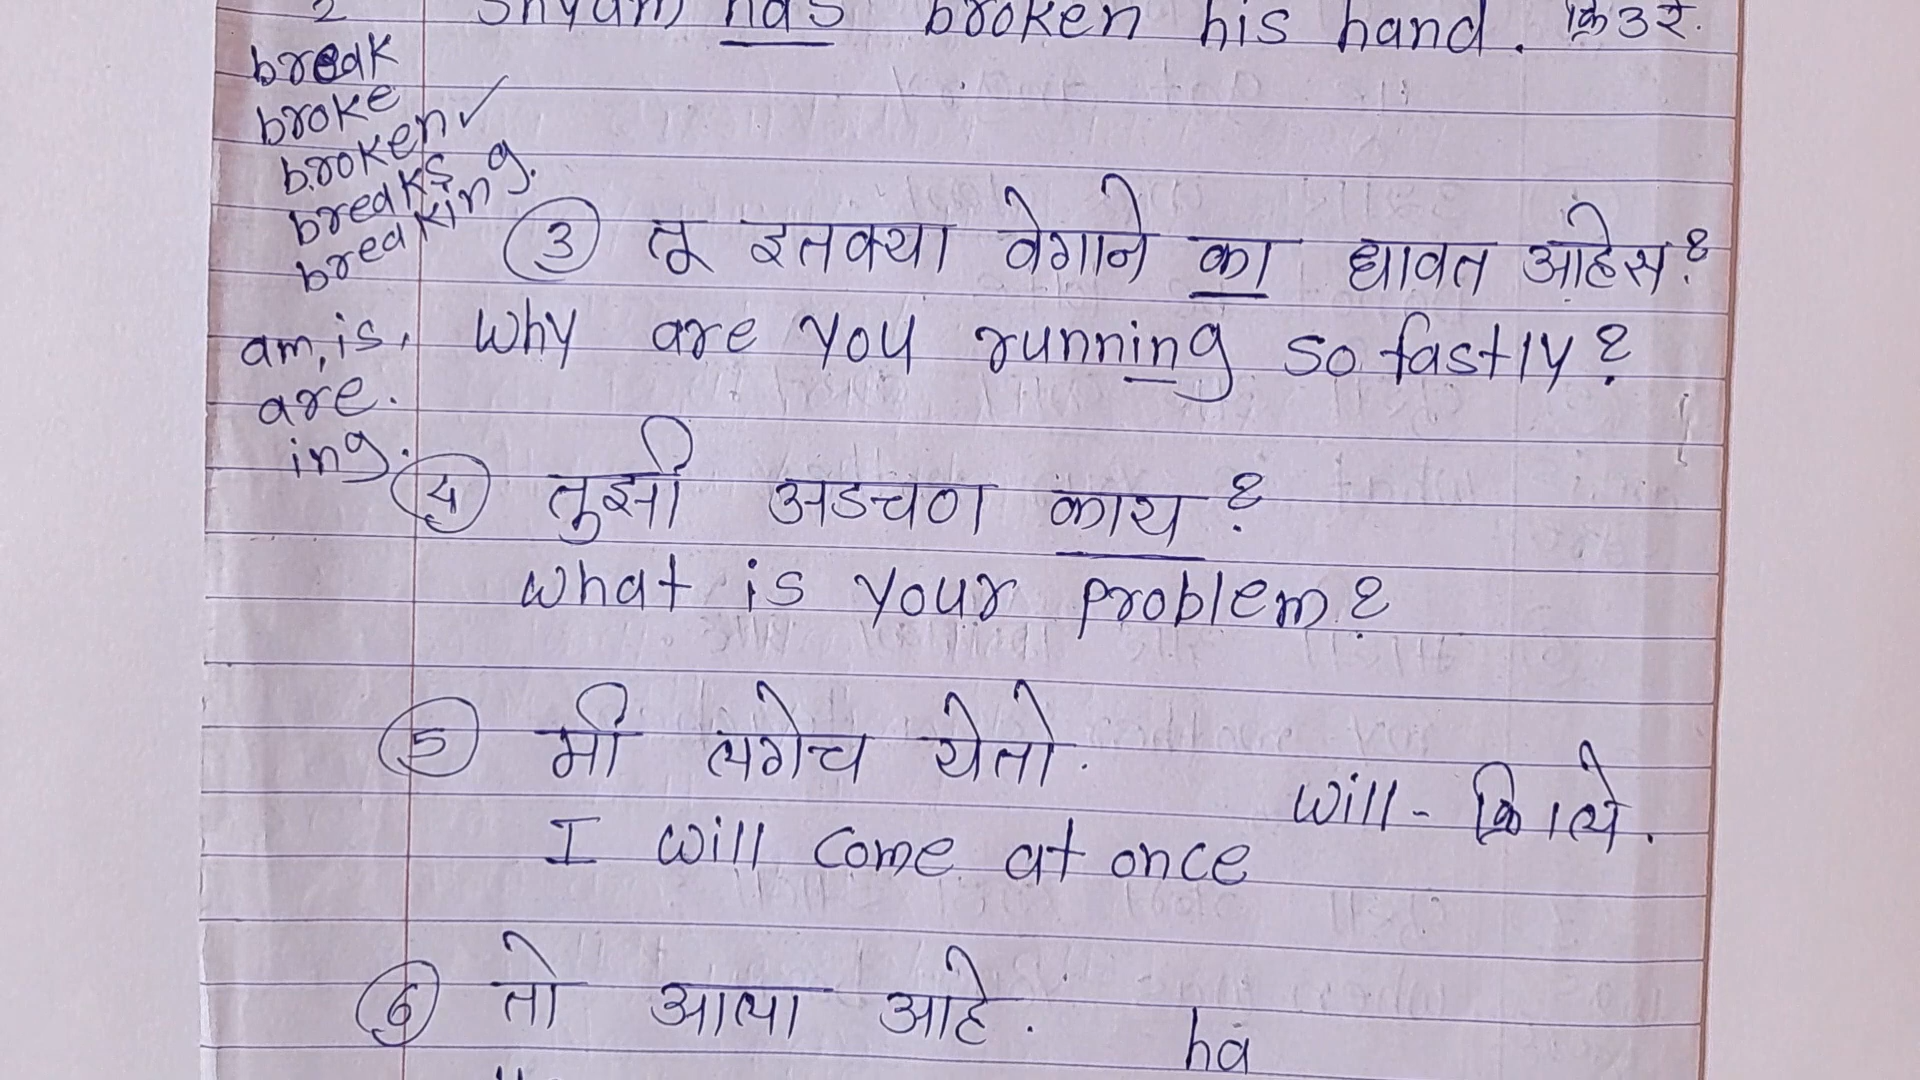 2 Shyam has broken his hand. क्रि3रे.
break
broke
broken✓
breaks
breaking.
③ तू इतक्या वेगाने का धावत आहेस?
am, is, Why are you running so fastly?
are.
ing.
④ तुझी अडचण काय?
What is your problem?
⑤ मी लगेच येतो.
will - क्रि1ले.
I will come at once
⑥ तो आला आहे.
ha